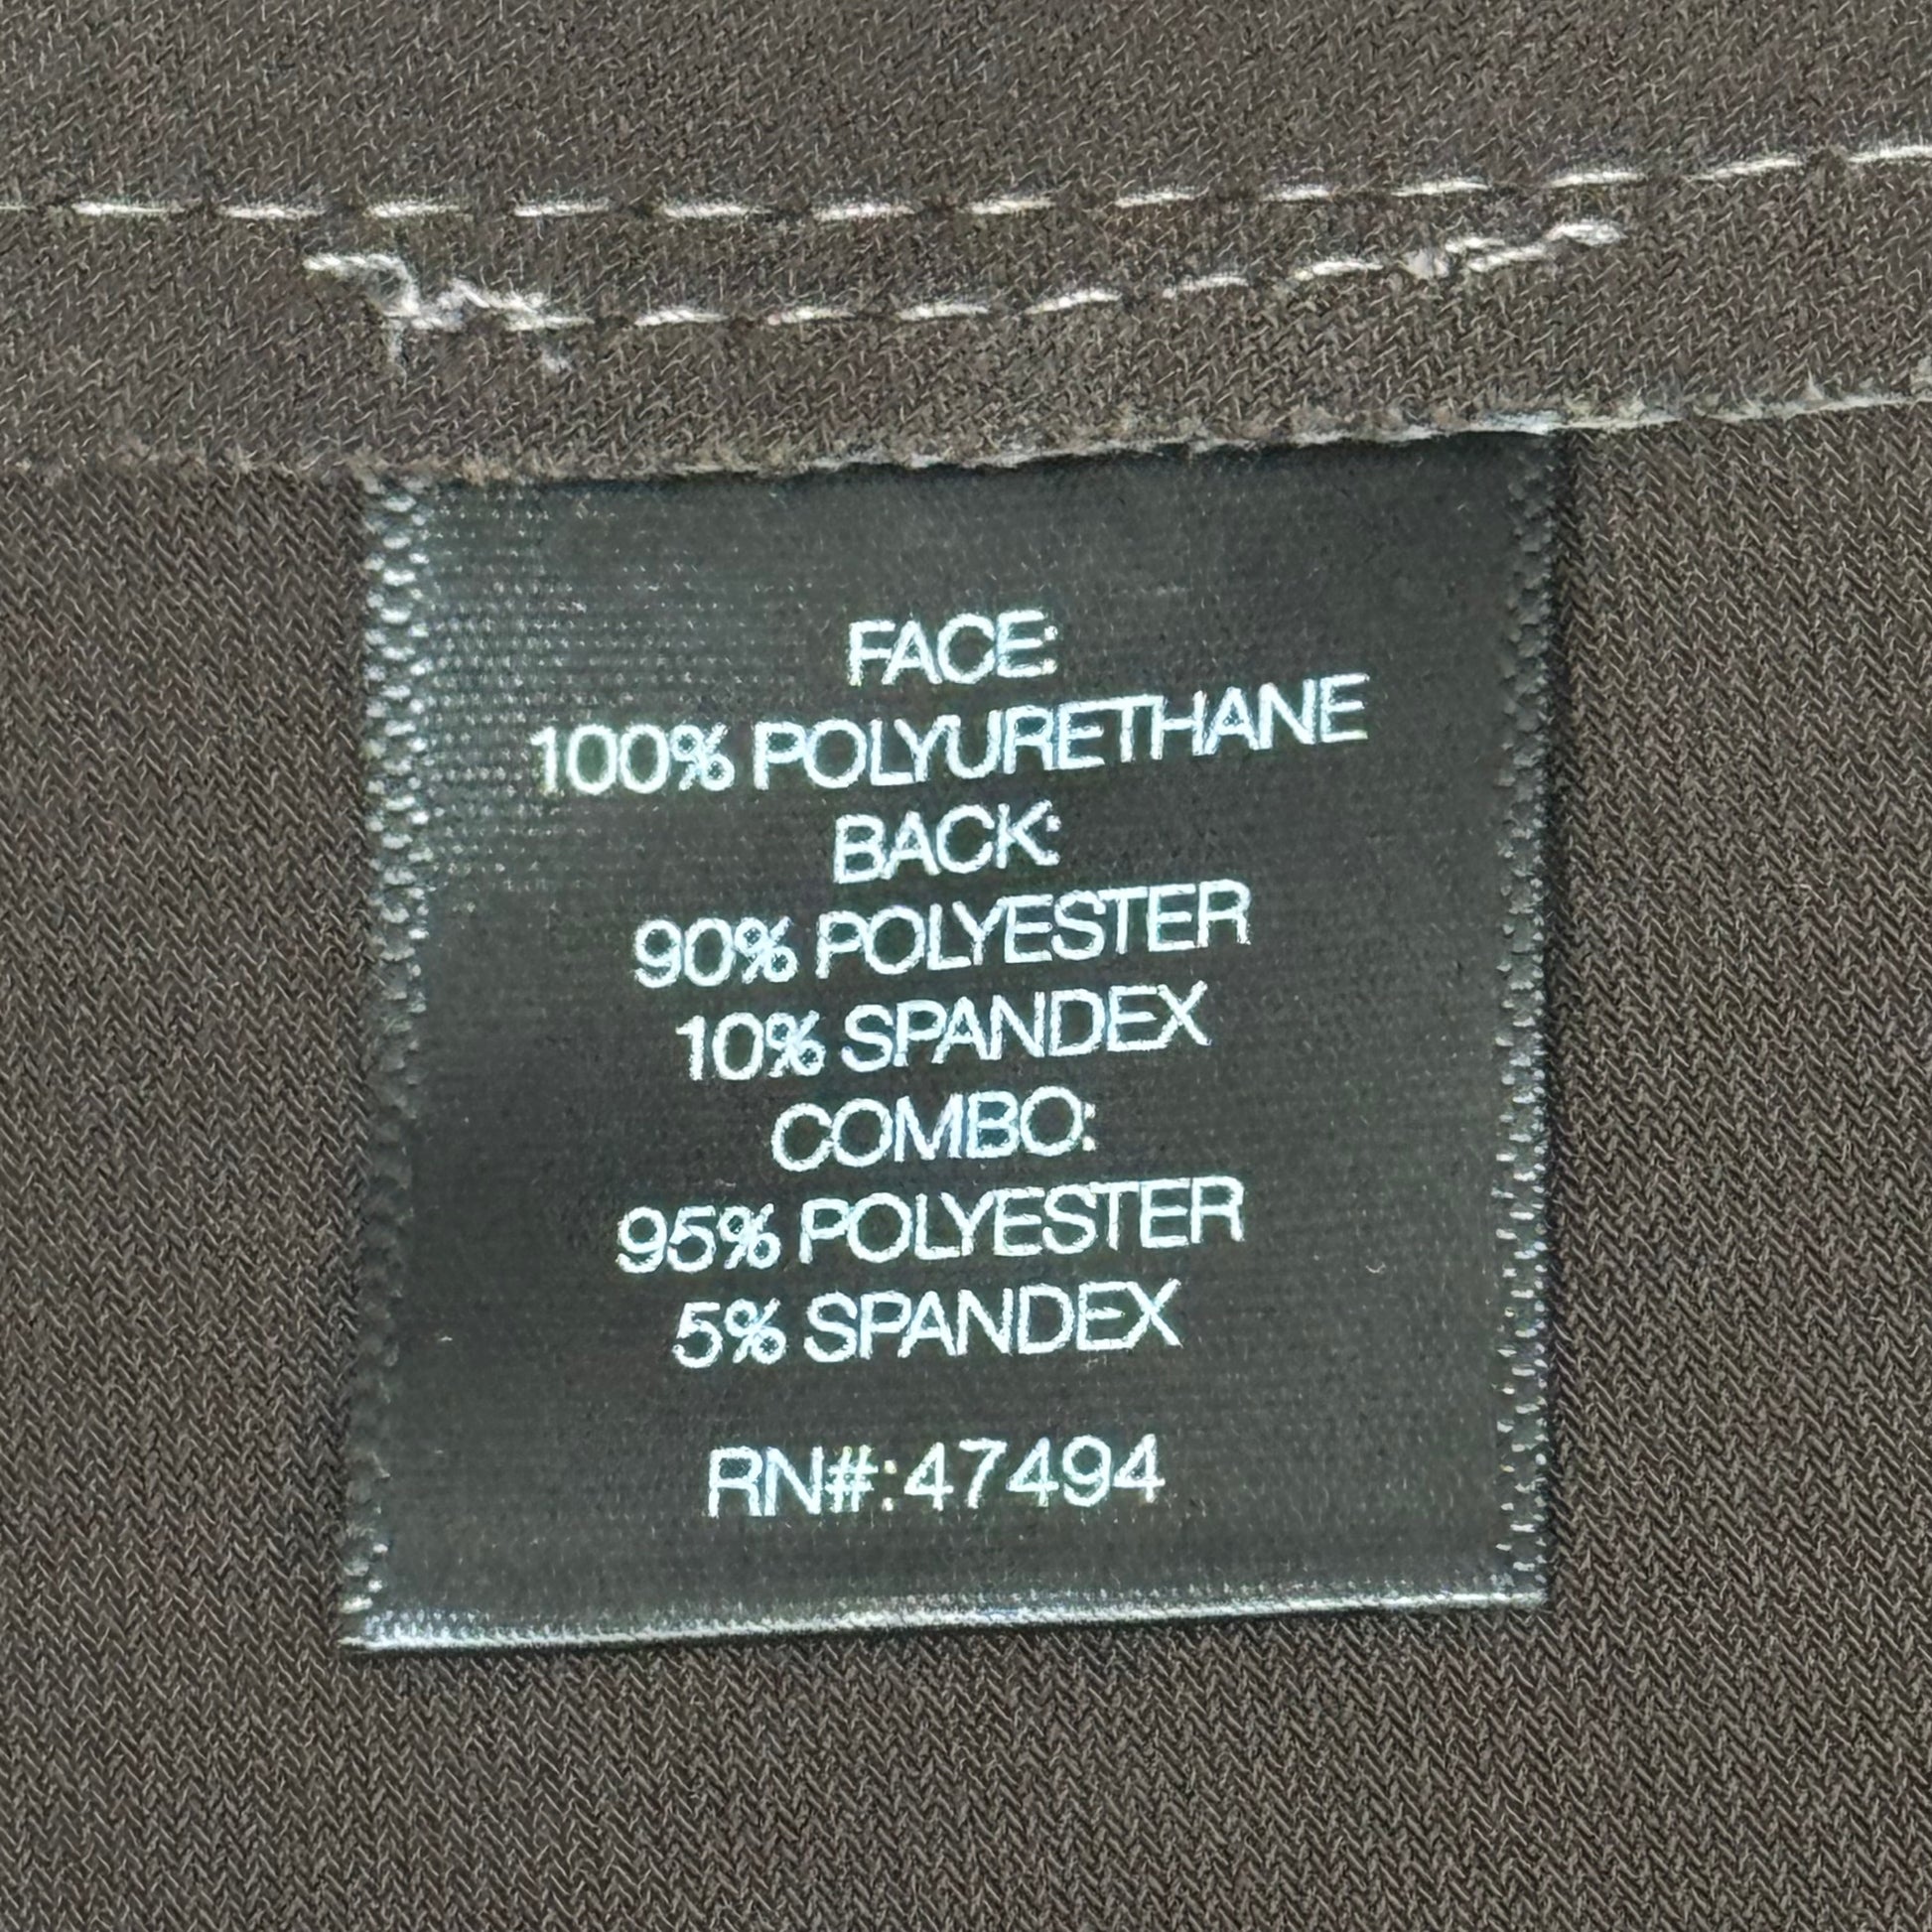 FACE:
100% POLYURETHANE
BACK:
90% POLYESTER
10% SPANDEX
COMBO:
95% POLYESTER
5% SPANDEX
RN#:47494